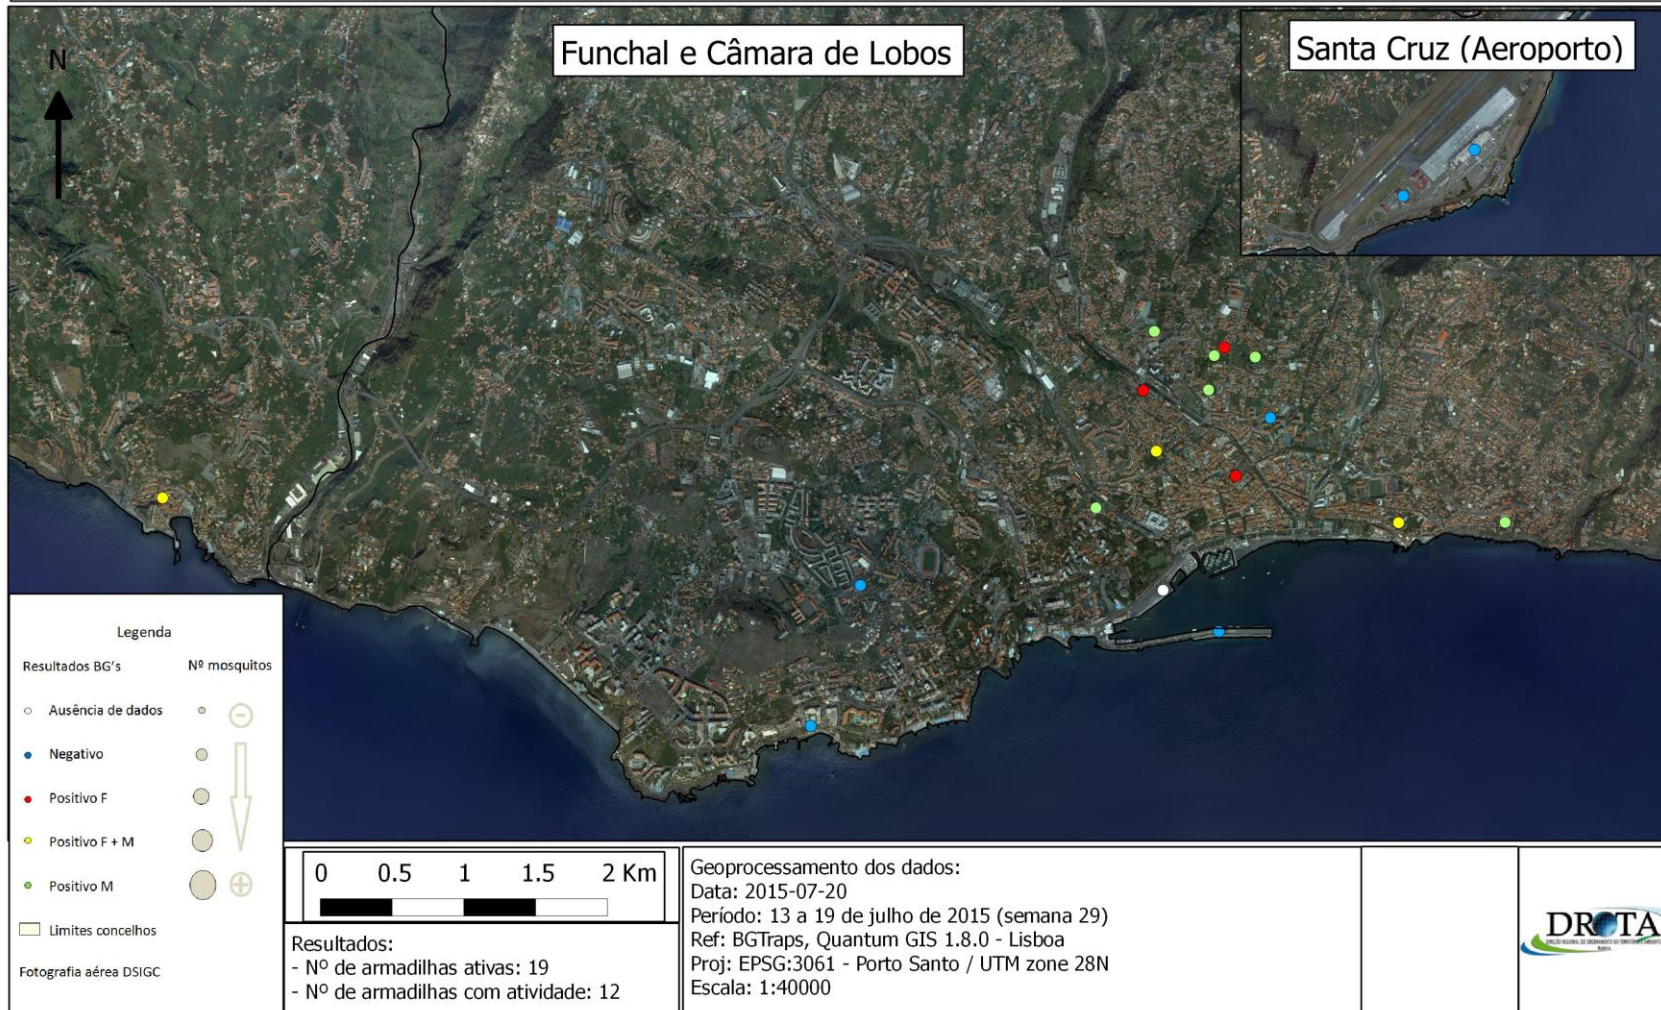 Funchal e Câmara de Lobos
Santa Cruz (Aeroporto)
N
Legenda
Resultados BG's
Nº mosquitos
Ausência de dados
Negativo
Positivo F
Positivo F + M
Positivo M
Limites concelhos
Fotografia aérea DSIGC
0 0.5 1 1.5 2 Km
Resultados:
- Nº de armadilhas ativas: 19
- Nº de armadilhas com atividade: 12
Geoprocessamento dos dados:
Data: 2015-07-20
Período: 13 a 19 de julho de 2015 (semana 29)
Ref: BGTraps, Quantum GIS 1.8.0 - Lisboa
Proj: EPSG:3061 - Porto Santo / UTM zone 28N
Escala: 1:40000
DROTA